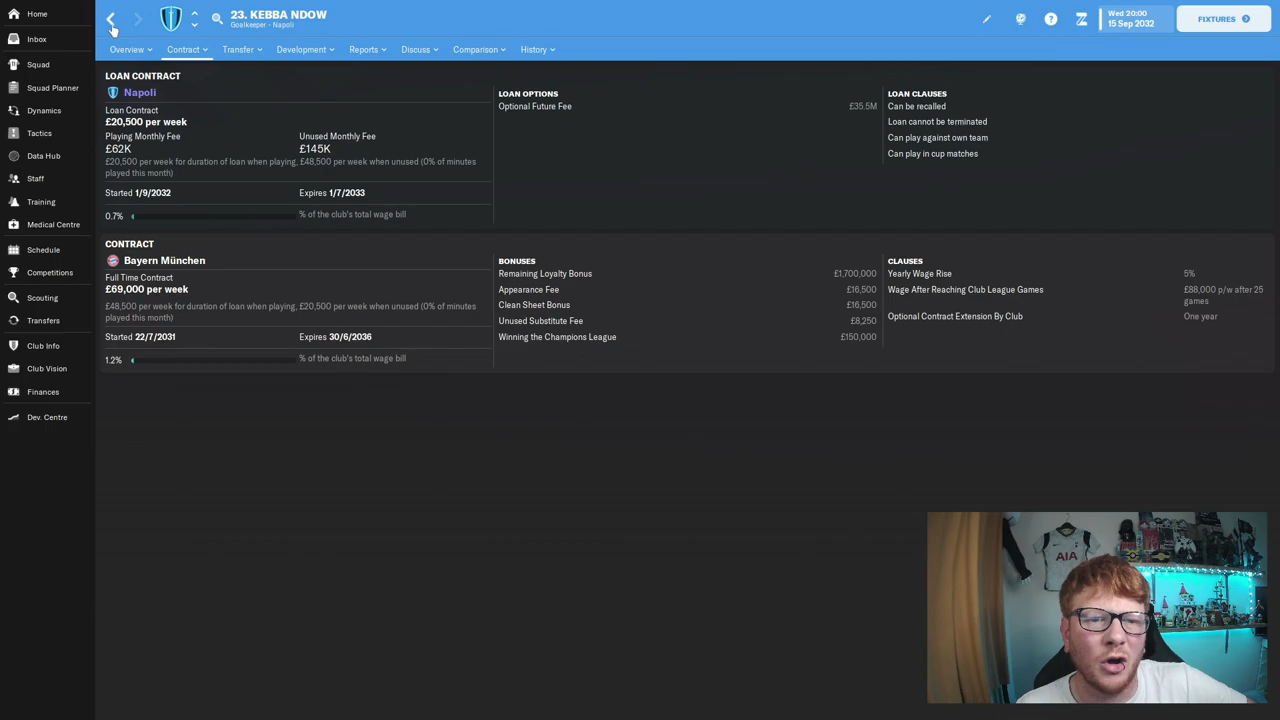 Home
Inbox
Squad
Squad Planner
Dynamics
Tactics
Data Hub
Staff
Training
Medical Centre
Schedule
Competitions
Scouting
Transfers
Club Info
Club Vision
Finances
Dev. Centre
23. KEBBA NDOW
Goalkeeper - Napoli
Wed 20:00
15 Sep 2032
FIXTURES
Overview
Contract
Transfer
Development
Reports
Discuss
Comparison
History
LOAN CONTRACT
Napoli
Loan Contract
£20,500 per week
Playing Monthly Fee
£62K
Unused Monthly Fee
£145K
£20,500 per week for duration of loan when playing, £48,500 per week when unused (0% of minutes
played this month)
Started 1/9/2032
Expires 1/7/2033
0.7%
% of the club's total wage bill
LOAN OPTIONS
Optional Future Fee £35.5M
LOAN CLAUSES
Can be recalled
Loan cannot be terminated
Can play against own team
Can play in cup matches
CONTRACT
Bayern München
Full Time Contract
£69,000 per week
£48,500 per week for duration of loan when playing, £20,500 per week when unused (0% of minutes
played this month)
Started 22/7/2031
Expires 30/6/2036
1.2%
% of the club's total wage bill
BONUSES
Remaining Loyalty Bonus £1,700,000
Appearance Fee £16,500
Clean Sheet Bonus £16,500
Unused Substitute Fee £8,250
Winning the Champions League £150,000
CLAUSES
Yearly Wage Rise 5%
Wage After Reaching Club League Games £88,000 p/w after 25
games
Optional Contract Extension By Club One year
AIA